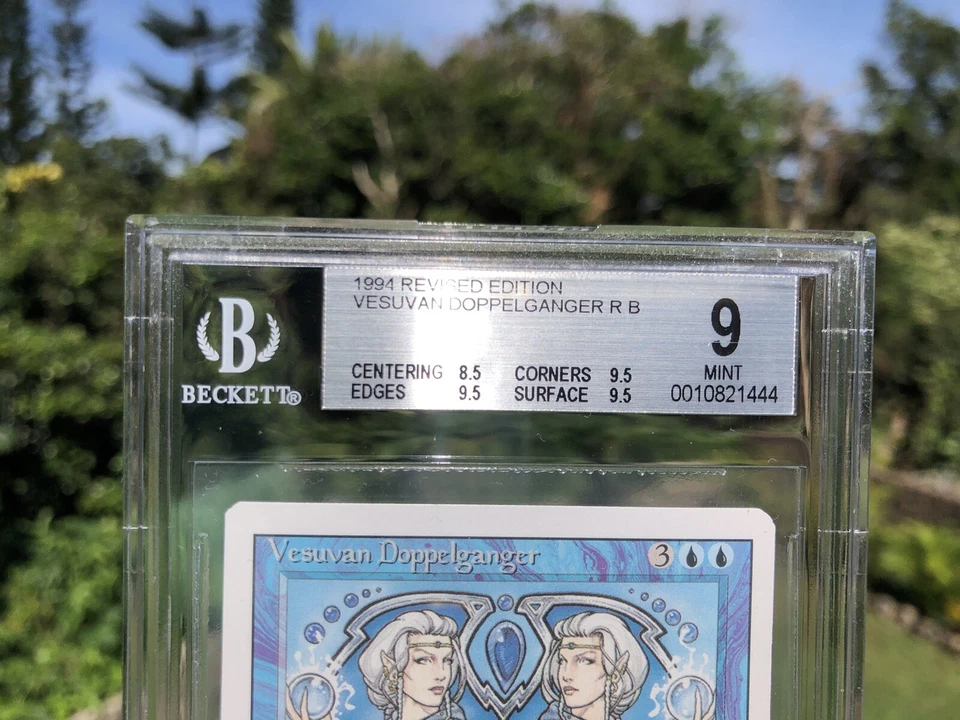 1994 REVISED EDITION
VESUVAN DOPPELGANGER R B
9
MINT
0010821444
CENTERING 8.5 CORNERS 9.5
EDGES 9.5 SURFACE 9.5
B
BECKETT®
Vesuvan Doppelganger 3